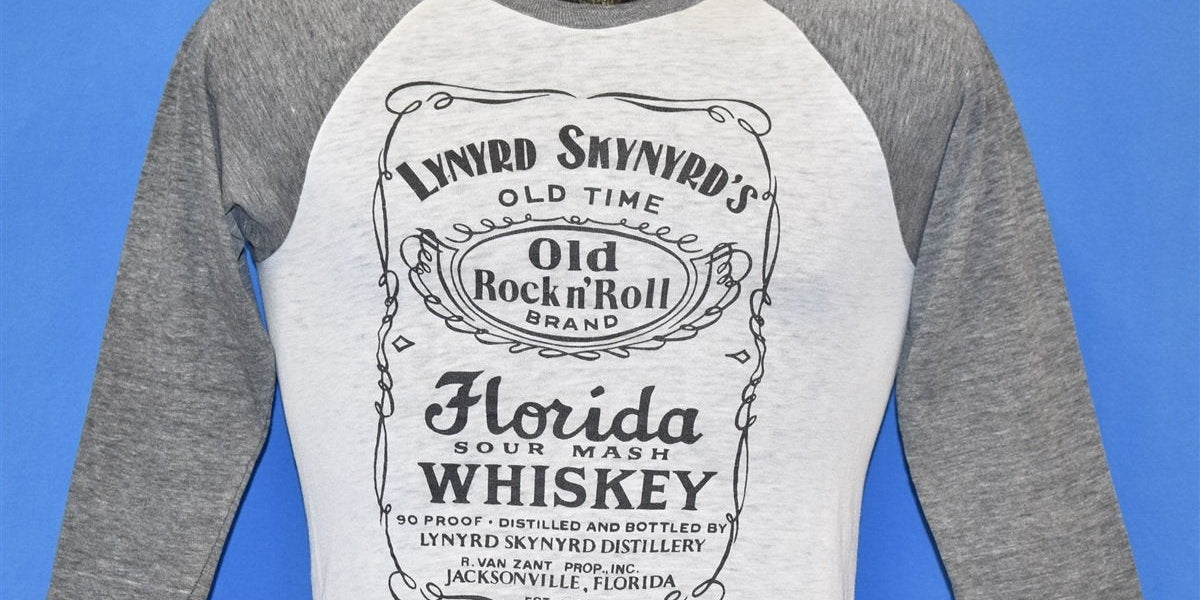 LYNYRD SKYNYRD'S
OLD TIME
Old
Rock n' Roll
BRAND
Florida
SOUR MASH
WHISKEY
90 PROOF · DISTILLED AND BOTTLED BY
LYNYRD SKYNYRD DISTILLERY
R. VAN ZANT PROP., INC.
JACKSONVILLE, FLORIDA